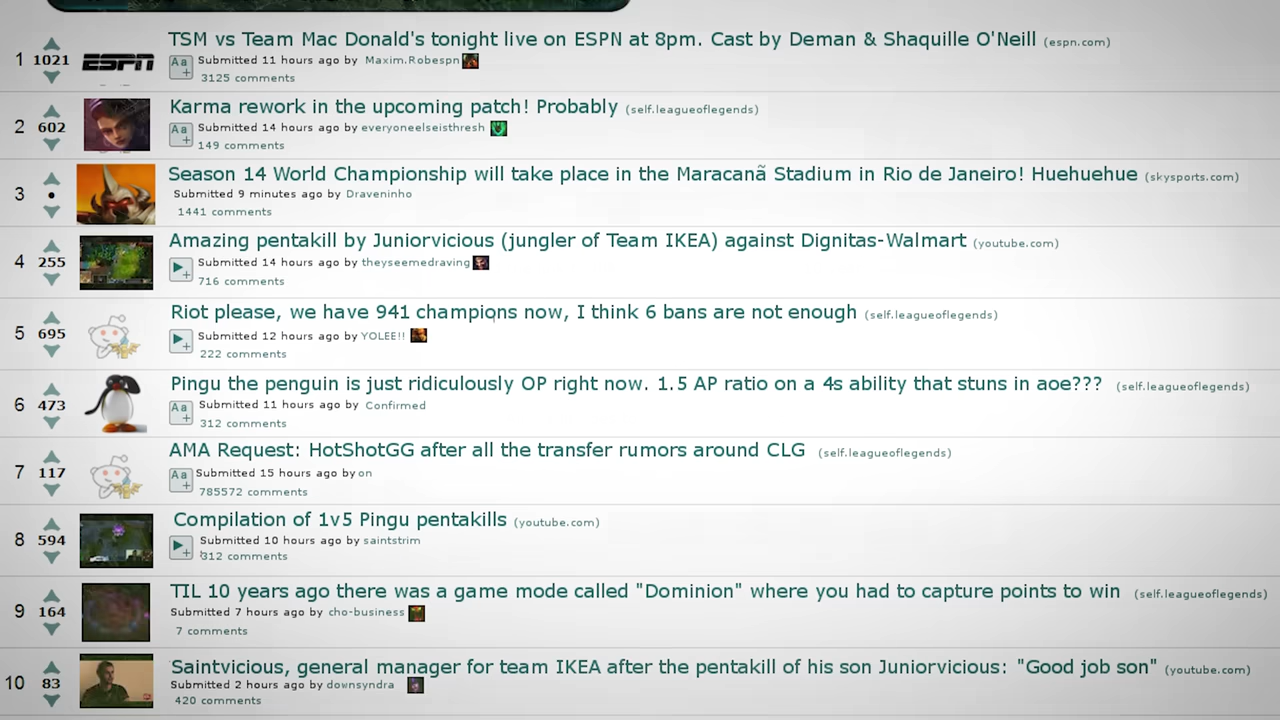 TSM vs Team Mac Donald's tonight live on ESPN at 8pm. Cast by Deman & Shaquille O'Neill (espn.com)
1 1021 ESPN Aa+ Submitted 11 hours ago by Maxim.Robespn
3125 comments
Karma rework in the upcoming patch! Probably (self.leagueoflegends)
2 602 Aa+ Submitted 14 hours ago by everyoneelseisthresh
149 comments
Season 14 World Championship will take place in the Maracanã Stadium in Rio de Janeiro! Huehuehue (skysports.com)
3 • Submitted 9 minutes ago by Draveninho
1441 comments
Amazing pentakill by Juniorvicious (jungler of Team IKEA) against Dignitas-Walmart (youtube.com)
4 255 Submitted 14 hours ago by theyseemedraving
716 comments
Riot please, we have 941 champions now, I think 6 bans are not enough (self.leagueoflegends)
5 695 Submitted 12 hours ago by YOLEE!!
222 comments
Pingu the penguin is just ridiculously OP right now. 1.5 AP ratio on a 4s ability that stuns in aoe??? (self.leagueoflegends)
6 473 Aa+ Submitted 11 hours ago by Confirmed
312 comments
AMA Request: HotShotGG after all the transfer rumors around CLG (self.leagueoflegends)
7 117 Aa+ Submitted 15 hours ago by on
785572 comments
Compilation of 1v5 Pingu pentakills (youtube.com)
8 594 Submitted 10 hours ago by saintstrim
312 comments
TIL 10 years ago there was a game mode called "Dominion" where you had to capture points to win (self.leagueoflegends)
9 164 Submitted 7 hours ago by cho-business
7 comments
Saintvicious, general manager for team IKEA after the pentakill of his son Juniorvicious: "Good job son" (youtube.com)
10 83 Submitted 2 hours ago by downsyndra
420 comments